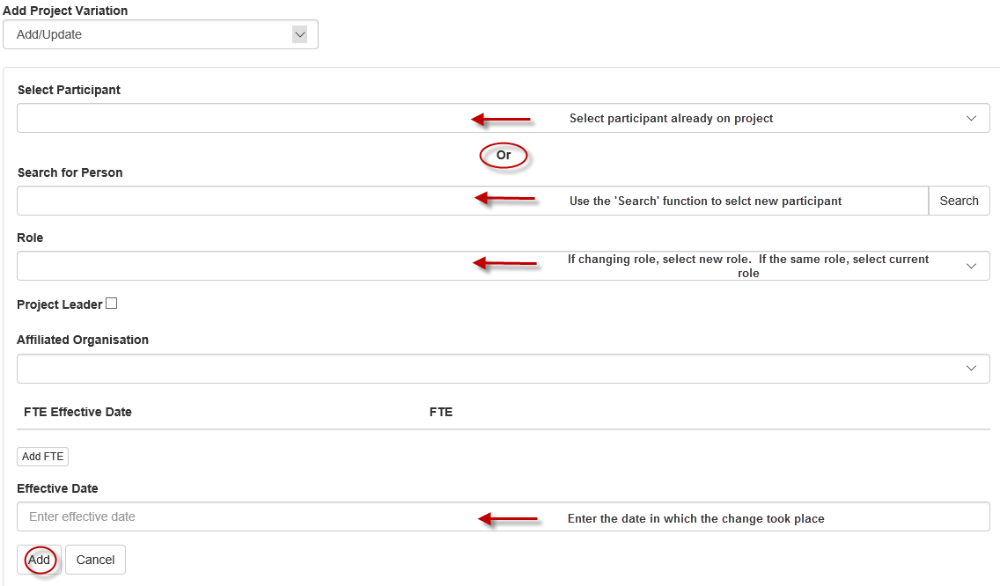 Add Project Variation
Add/Update
Select Participant
Select participant already on project
Or
Search for Person
Use the 'Search' function to selct new participant
Search
Role
If changing role, select new role.  If the same role, select current
role
Project Leader
Affiliated Organisation
FTE Effective Date FTE
Add FTE
Effective Date
Enter effective date
Enter the date in which the change took place
Add Cancel